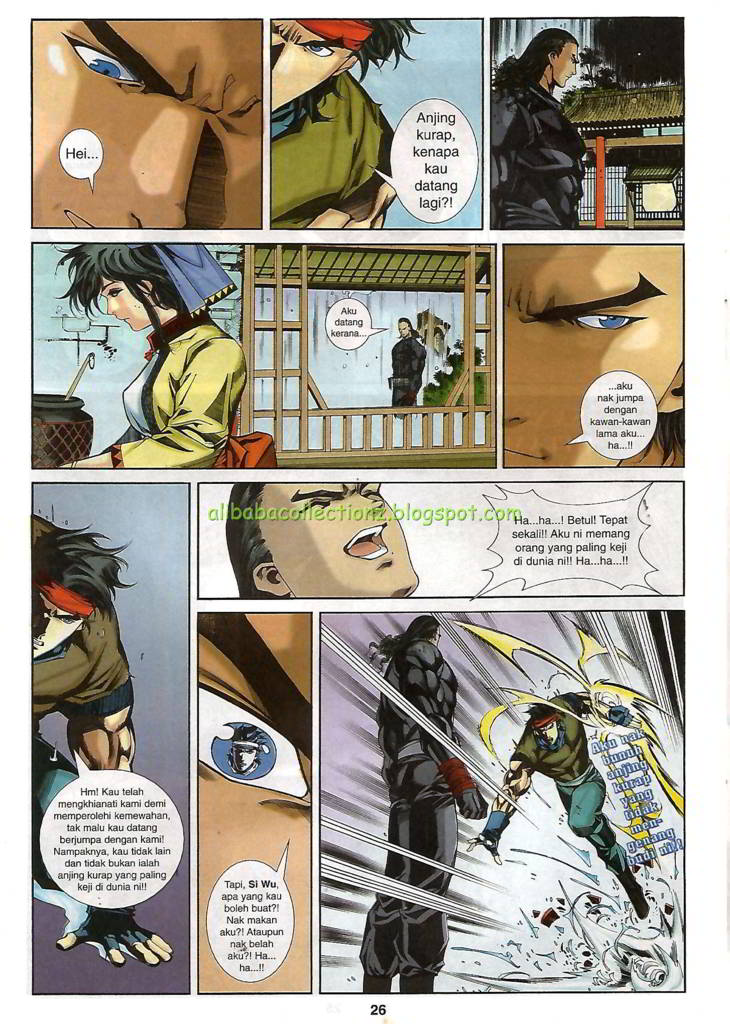 Hei...
Anjing
kurap,
kenapa
kau
datang
lagi?!
Aku
datang
kerana...
...aku
nak jumpa
dengan
kawan-kawan
lama aku...
ha...!!
alibabacollectionz.blogspot.com
Ha...ha...! Betul! Tepat
sekali!! Aku ni memang
orang yang paling keji
di dunia ni!! Ha...ha...!!
Hm! Kau telah
mengkhianati kami demi
memperolehi kemewahan,
tak malu kau datang
berjumpa dengan kami!
Nampaknya, kau tidak lain
dan tidak bukan ialah
anjing kurap yang paling
keji di dunia ni!!
Tapi, Si Wu,
apa yang kau
boleh buat?!
Nak makan
aku?! Ataupun
nak belah
aku?! Ha...
ha...!!
Aku nak
bunuh
anjing
kurap
yang
tidak
men-
genang
budi ni!!
26